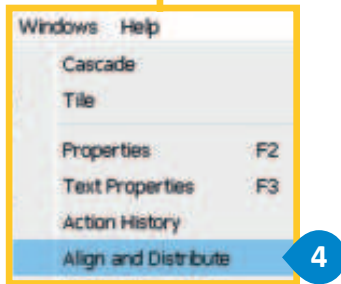 Windows Help
Cascade
Tile
Properties F2
Text Properties F3
Action History
Align and Distribute 4